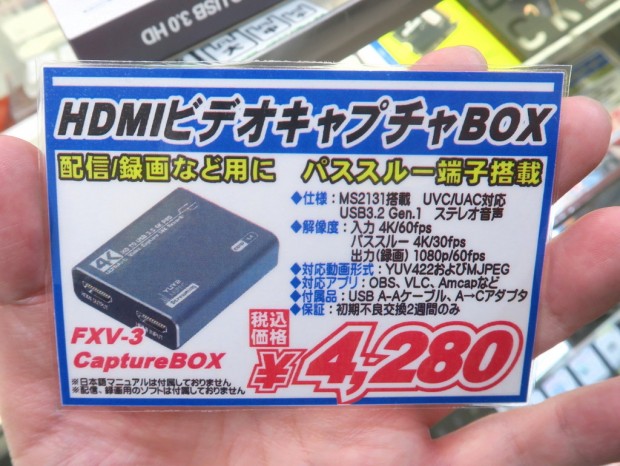 USB 3.0 HD
HDMIビデオキャプチャBOX
配信/録画など用に パススルー端子搭載
◆仕様：MS2131搭載 UVC/UAC対応
USB3.2 Gen.1 ステレオ音声
◆解像度：入力 4K/60fps
パススルー 4K/30fps
出力(録画) 1080p/60fps
◆対応動画形式：YUV422およびMJPEG
◆対応アプリ：OBS、VLC、Amcapなど
◆付属品：USB A-Aケーブル、A→Cアダプタ
◆保証：初期不良交換2週間のみ
4K
HDMI OUTPUT
HDMI INPUT
FXV-3
CaptureBOX
税込
価格
¥4,280
※日本語マニュアルは付属しておりません
※配信、録画用のソフトは付属しておりません